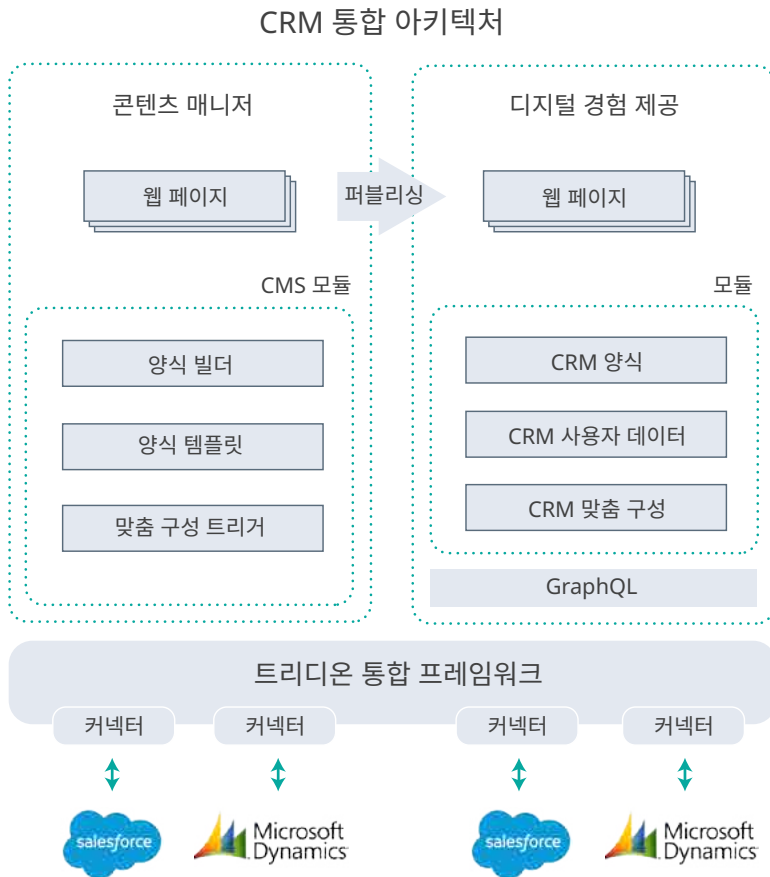 CRM 통합 아키텍처
콘텐츠 매니저
웹 페이지
CMS 모듈
양식 빌더
양식 템플릿
맞춤 구성 트리거
퍼블리싱
디지털 경험 제공
웹 페이지
모듈
CRM 양식
CRM 사용자 데이터
CRM 맞춤 구성
GraphQL
트리디온 통합 프레임워크
커넥터
커넥터
커넥터
커넥터
salesforce
Microsoft
Dynamics
salesforce
Microsoft
Dynamics